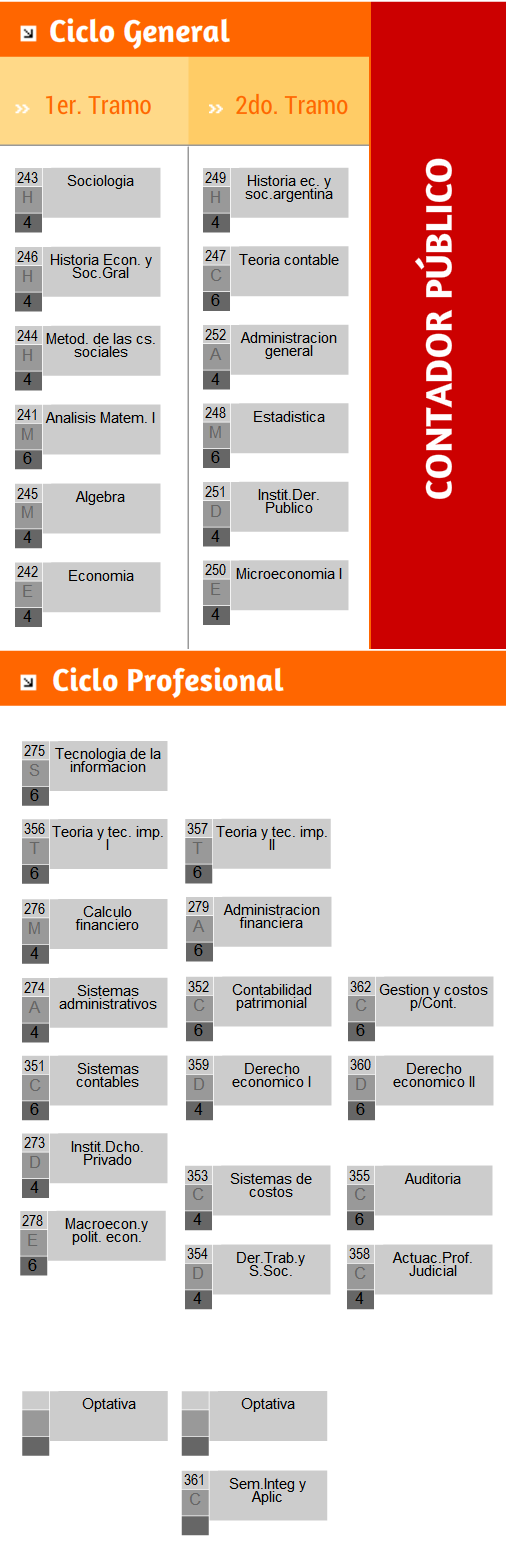 Ciclo General
» 1er. Tramo
» 2do. Tramo
CONTADOR PÚBLICO
243
H
4
Sociologia
249
H
4
Historia ec. y
soc.argentina
246
H
4
Historia Econ. y
Soc.Gral
247
C
6
Teoria contable
244
H
4
Metod. de las cs.
sociales
252
A
4
Administracion
general
241
M
6
Analisis Matem. I
248
M
6
Estadistica
245
M
4
Algebra
251
D
4
Instit.Der.
Publico
242
E
4
Economia
250
E
4
Microeconomia I
Ciclo Profesional
275
S
6
Tecnologia de la
informacion
356
T
6
Teoria y tec. imp.
I
357
T
6
Teoria y tec. imp.
II
276
M
4
Calculo
financiero
279
A
6
Administracion
financiera
274
A
4
Sistemas
administrativos
352
C
6
Contabilidad
patrimonial
362
C
6
Gestion y costos
p/Cont.
351
C
6
Sistemas
contables
359
D
4
Derecho
economico I
360
D
6
Derecho
economico II
273
D
4
Instit.Dcho.
Privado
353
C
4
Sistemas de
costos
355
C
6
Auditoria
278
E
6
Macroecon.y
polit. econ.
354
D
4
Der.Trab.y
S.Soc.
358
C
4
Actuac.Prof.
Judicial
Optativa
Optativa
361
C
Sem.Integ y
Aplic